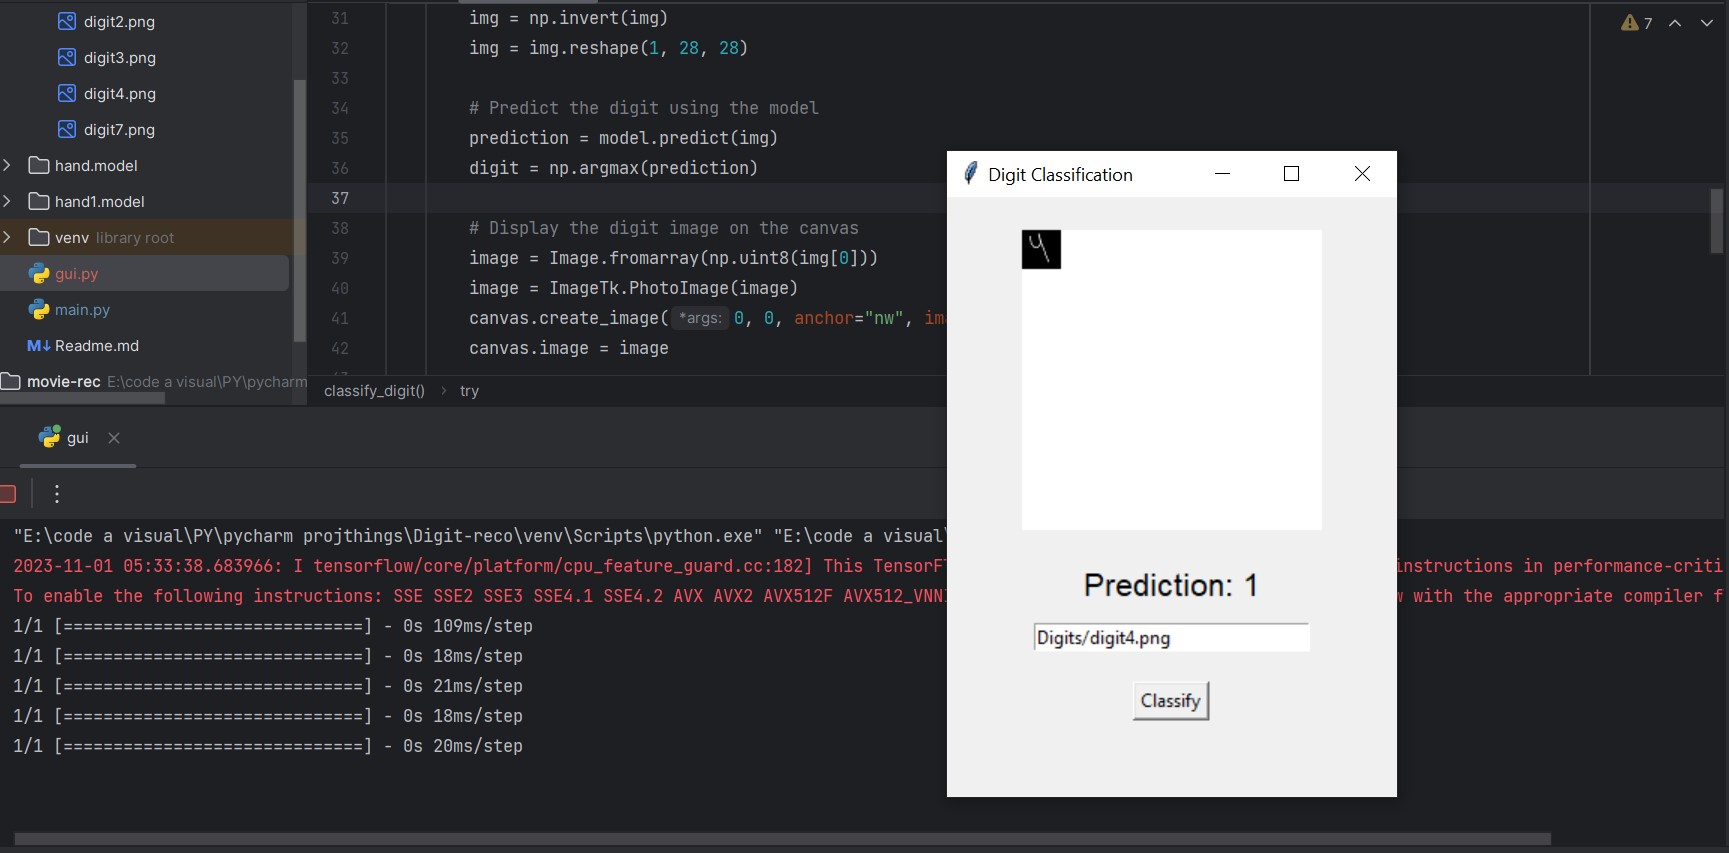 digit2.png
digit3.png
digit4.png
digit7.png
hand.model
hand1.model
venv library root
gui.py
main.py
M↓ Readme.md
movie-rec E:\code a visual\PY\pycharm
31 img = np.invert(img)
32 img = img.reshape(1, 28, 28)
33
34 # Predict the digit using the model
35 prediction = model.predict(img)
36 digit = np.argmax(prediction)
37
38 # Display the digit image on the canvas
39 image = Image.fromarray(np.uint8(img[0]))
40 image = ImageTk.PhotoImage(image)
41 canvas.create_image( *args: 0, 0, anchor="nw", ima
42 canvas.image = image
7
classify_digit() › try
gui
"E:\code a visual\PY\pycharm projthings\Digit-reco\venv\Scripts\python.exe" "E:\code a visual\
2023-11-01 05:33:38.683966: I tensorflow/core/platform/cpu_feature_guard.cc:182] This TensorF instructions in performance-criti
To enable the following instructions: SSE SSE2 SSE3 SSE4.1 SSE4.2 AVX AVX2 AVX512F AVX512_VNN w with the appropriate compiler f
1/1 [==============================] - 0s 109ms/step
1/1 [==============================] - 0s 18ms/step
1/1 [==============================] - 0s 21ms/step
1/1 [==============================] - 0s 18ms/step
1/1 [==============================] - 0s 20ms/step
Digit Classification
4
Prediction: 1
Digits/digit4.png
Classify